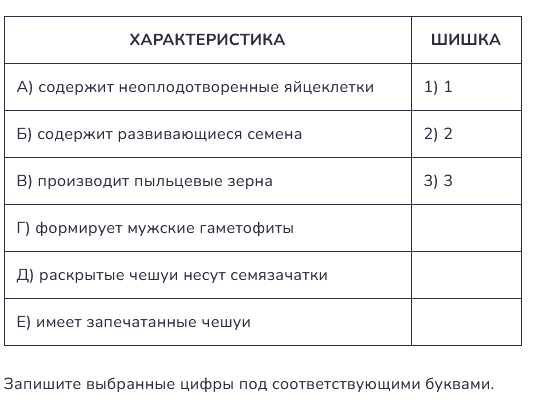 ХАРАКТЕРИСТИКА ШИШКА
А) содержит неоплодотворенные яйцеклетки 1) 1
Б) содержит развивающиеся семена 2) 2
В) производит пыльцевые зерна 3) 3
Г) формирует мужские гаметофиты
Д) раскрытые чешуи несут семязачатки
Е) имеет запечатанные чешуи
Запишите выбранные цифры под соответствующими буквами.